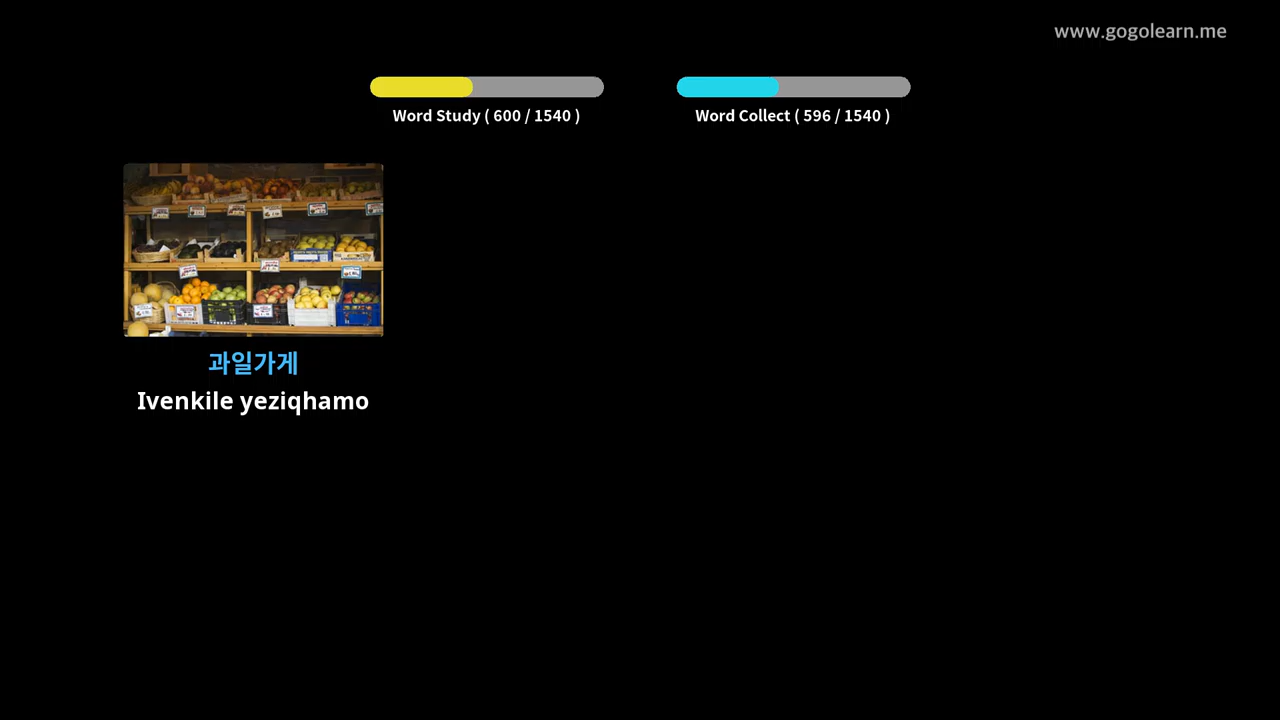 www.gogolearn.me
Word Study ( 600 / 1540 )
Word Collect ( 596 / 1540 )
과일가게
Ivenkile yeziqhamo